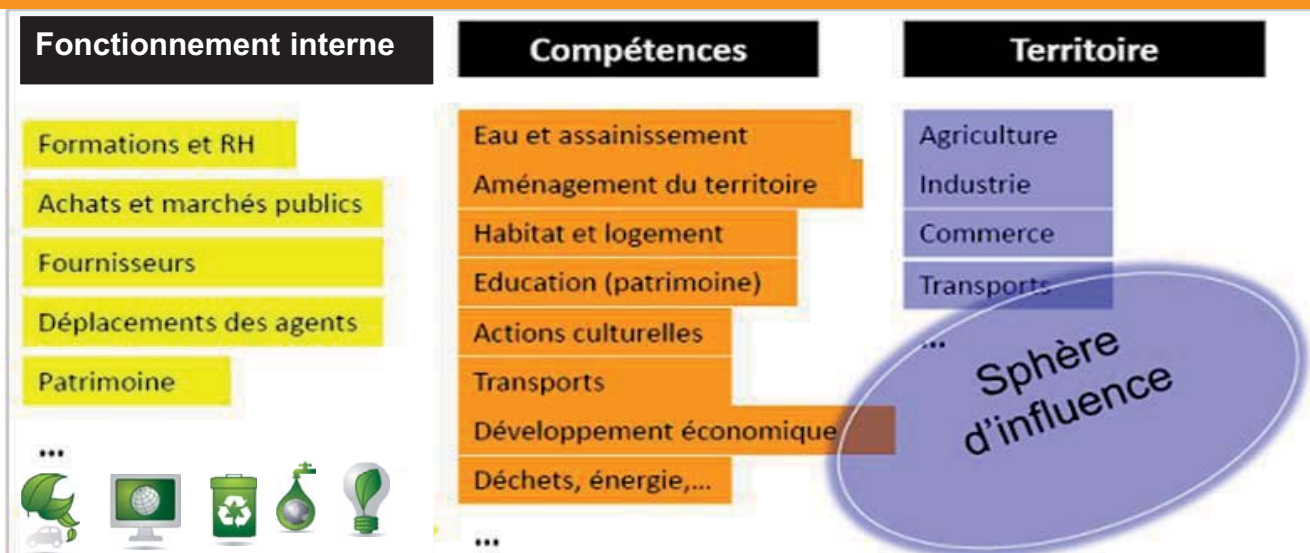 Fonctionnement interne
Formations et RH
Achats et marchés publics
Fournisseurs
Déplacements des agents
Patrimoine
...
Compétences
Eau et assainissement
Aménagement du territoire
Habitat et logement
Education (patrimoine)
Actions culturelles
Transports
Développement économique
Déchets, énergie,...
...
Territoire
Agriculture
Industrie
Commerce
Transports
...
Sphère
d'influence